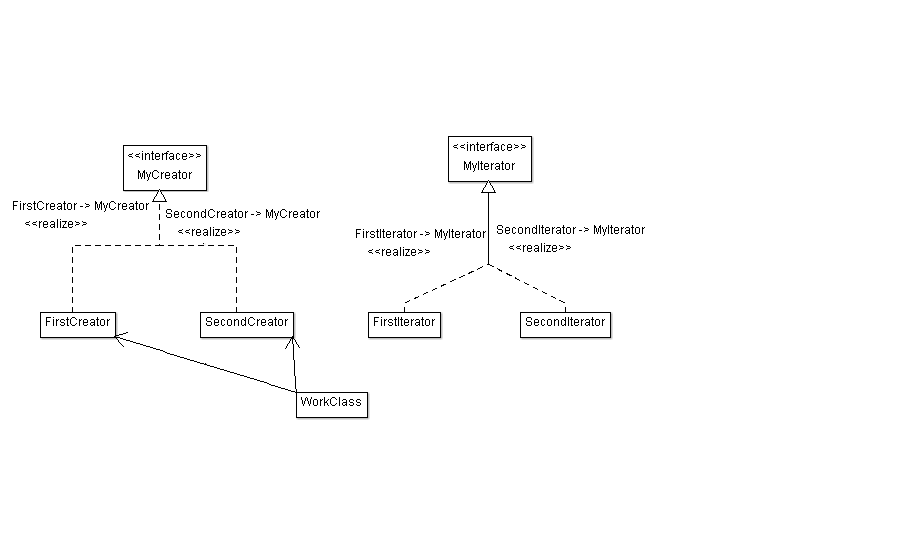 <<interface>>
MyCreator
FirstCreator -> MyCreator
<<realize>>
SecondCreator -> MyCreator
<<realize>>
FirstCreator
SecondCreator
WorkClass
<<interface>>
MyIterator
FirstIterator -> MyIterator
<<realize>>
SecondIterator -> MyIterator
<<realize>>
FirstIterator
SecondIterator